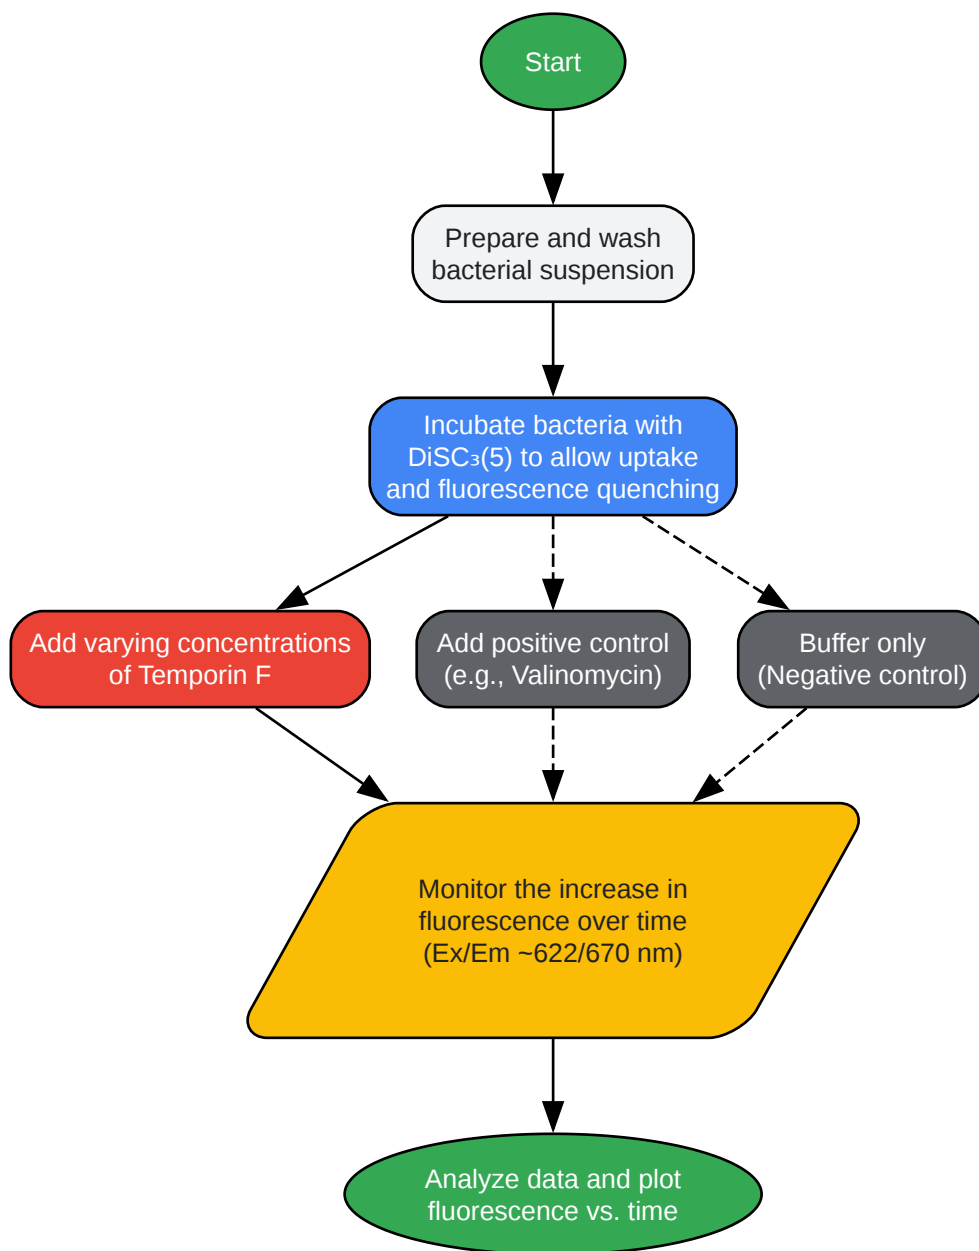 Start
Prepare and wash
bacterial suspension
Incubate bacteria with
DiSC₃(5) to allow uptake
and fluorescence quenching
Add varying concentrations
of Temporin F
Add positive control
(e.g., Valinomycin)
Buffer only
(Negative control)
Monitor the increase in
fluorescence over time
(Ex/Em ~622/670 nm)
Analyze data and plot
fluorescence vs. time